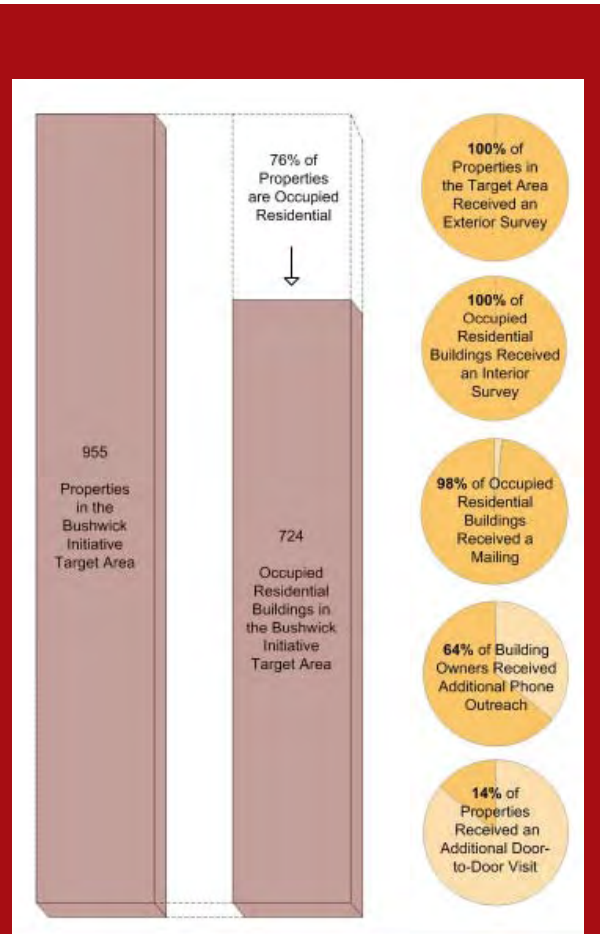 955
Properties
in the
Bushwick
Initiative
Target Area
76% of
Properties
are Occupied
Residential
724
Occupied
Residential
Buildings in
the Bushwick
Initiative
Target Area
100% of
Properties in
the Target Area
Received an
Exterior Survey
100% of
Occupied
Residential
Buildings Received
an Interior
Survey
98% of Occupied
Residential
Buildings
Received a
Mailing
64% of Building
Owners Received
Additional Phone
Outreach
14% of
Properties
Received an
Additional Door-
to-Door Visit